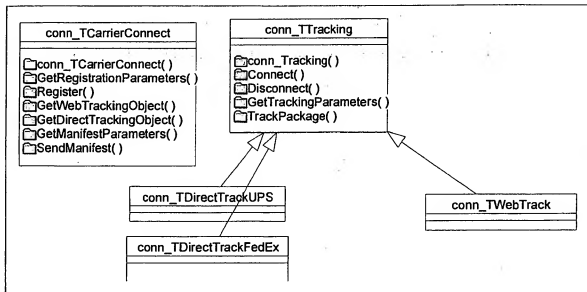 conn_TCarrierConnect
conn_TCarrierConnect( )
GetRegistrationParameters( )
Register( )
GetWebTrackingObject( )
GetDirectTrackingObject( )
GetManifestParameters( )
SendManifest( )
conn_TTracking
conn_Tracking( )
Connect( )
Disconnect( )
GetTrackingParameters( )
TrackPackage( )
conn_TDirectTrackUPS
conn_TWebTrack
conn_TDirectTrackFedEx